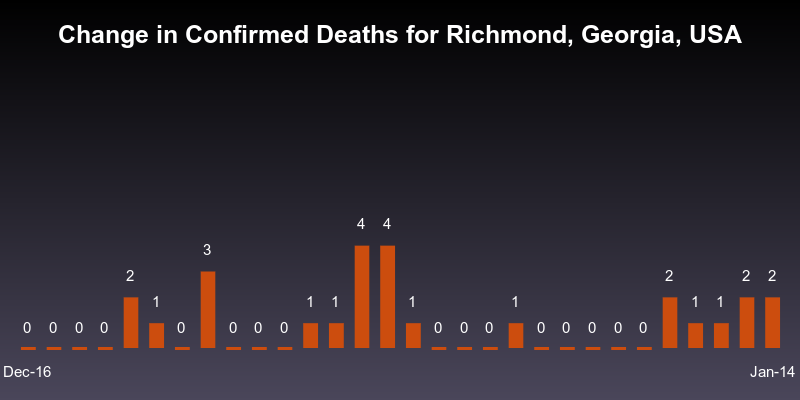 Change in Confirmed Deaths for Richmond, Georgia, USA
4 4
3
2 2 2 2
1 1 1 1 1 1 1
0 0 0 0 0 0 0 0 0 0 0 0 0 0 0 0
Dec-16 Jan-14